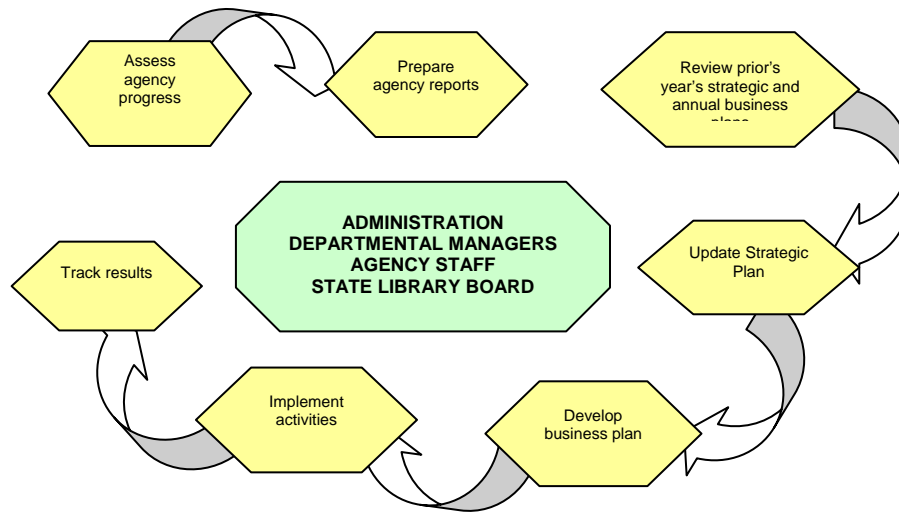 Assess
agency
progress
Prepare
agency reports
Review prior's
year's strategic and
annual business
plans
ADMINISTRATION
DEPARTMENTAL MANAGERS
AGENCY STAFF
STATE LIBRARY BOARD
Track results
Update Strategic
Plan
Implement
activities
Develop
business plan